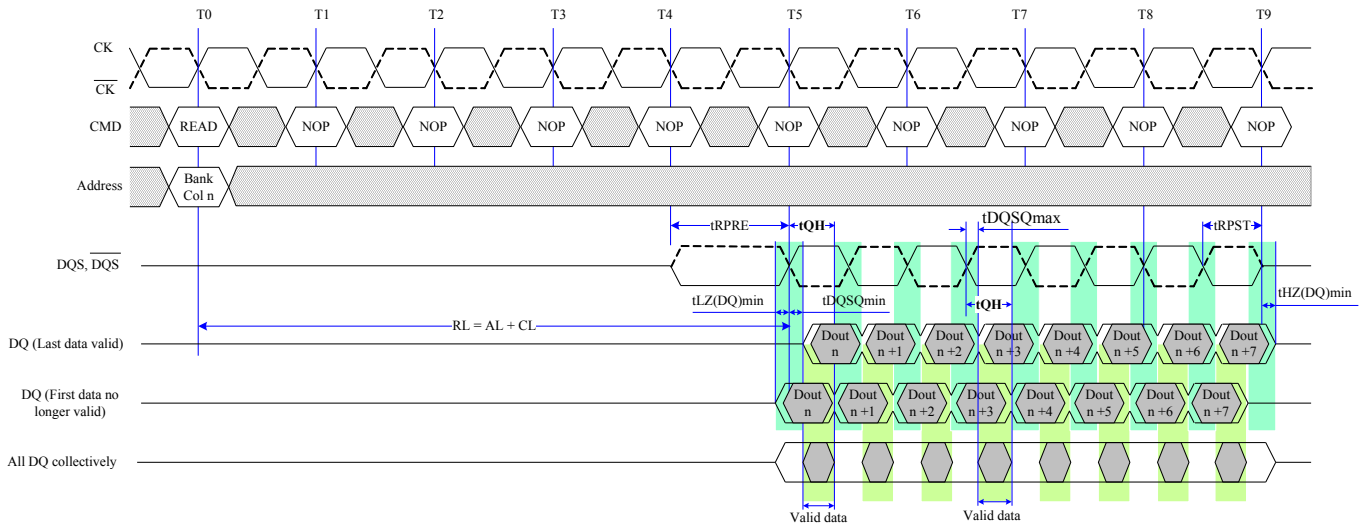 T0 T1 T2 T3 T4 T5 T6 T7 T8 T9
CK
CK
CMD READ NOP NOP NOP NOP NOP NOP NOP NOP NOP
Address
Bank
Col n
tRPRE tQH tDQSQmax tRPST
DQS, DQS
tLZ(DQ)min tDQSQmin tQH tHZ(DQ)min
RL = AL + CL
DQ (Last data valid)
Dout Dout Dout Dout Dout Dout Dout Dout
n n +1 n +2 n +3 n +4 n +5 n +6 n +7
DQ (First data no
longer valid)
Dout Dout Dout Dout Dout Dout Dout Dout
n n +1 n +2 n +3 n +4 n +5 n +6 n +7
All DQ collectively
Valid data Valid data